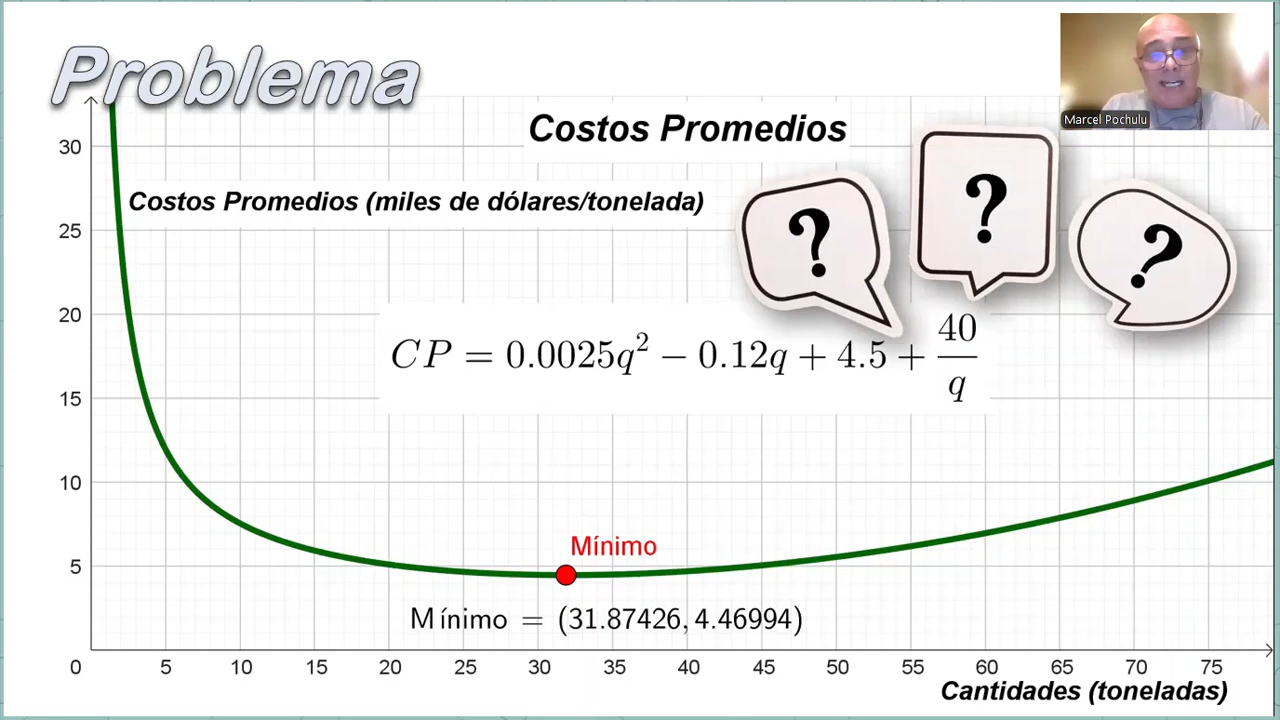 Problema
Marcel Pochulu
Costos Promedios
Costos Promedios (miles de dólares/tonelada)
? ? ?
CP = 0.0025q² − 0.12q + 4.5 + 40/q
Mínimo
Mínimo = (31.87426, 4.46994)
30
25
20
15
10
5
0 5 10 15 20 25 30 35 40 45 50 55 60 65 70 75
Cantidades (toneladas)